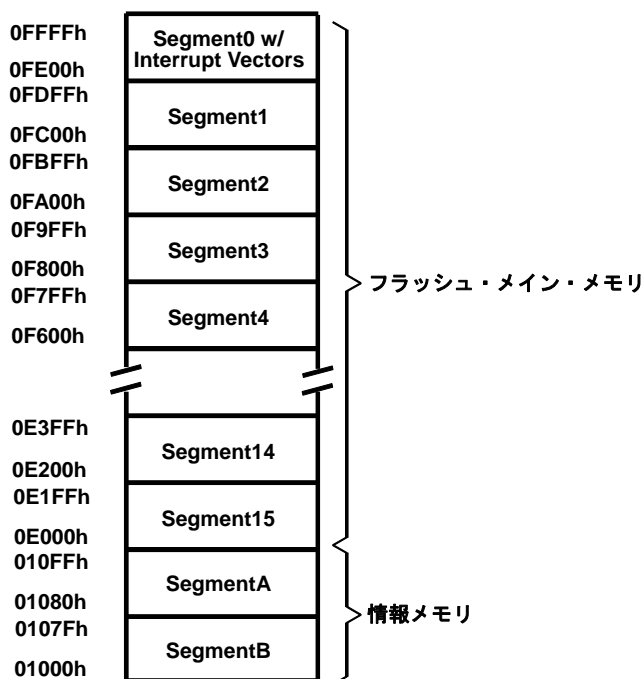 0FFFFh
Segment0 w/
Interrupt Vectors
0FE00h
0FDFFh
Segment1
0FC00h
0FBFFh
Segment2
0FA00h
0F9FFh
Segment3
0F800h
フラッシュ・メイン・メモリ
0F7FFh
Segment4
0F600h
0E3FFh
Segment14
0E200h
0E1FFh
Segment15
0E000h
010FFh
SegmentA
01080h
情報メモリ
0107Fh
SegmentB
01000h